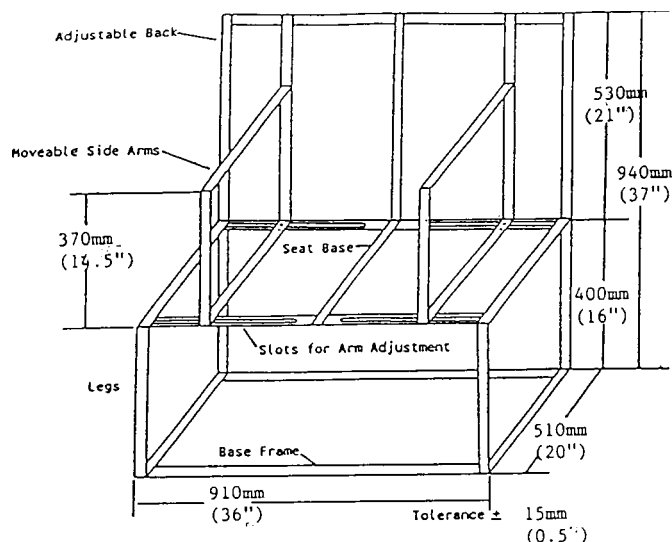 Adjustable Back
530mm
(21")
Moveable Side Arms
940mm
(37")
370mm
(14.5")
Seat Base
400mm
(16")
Slots for Arm Adjustment
Legs
510mm
(20")
Base Frame
910mm
(36")
Tolerance ± 15mm
(0.5")